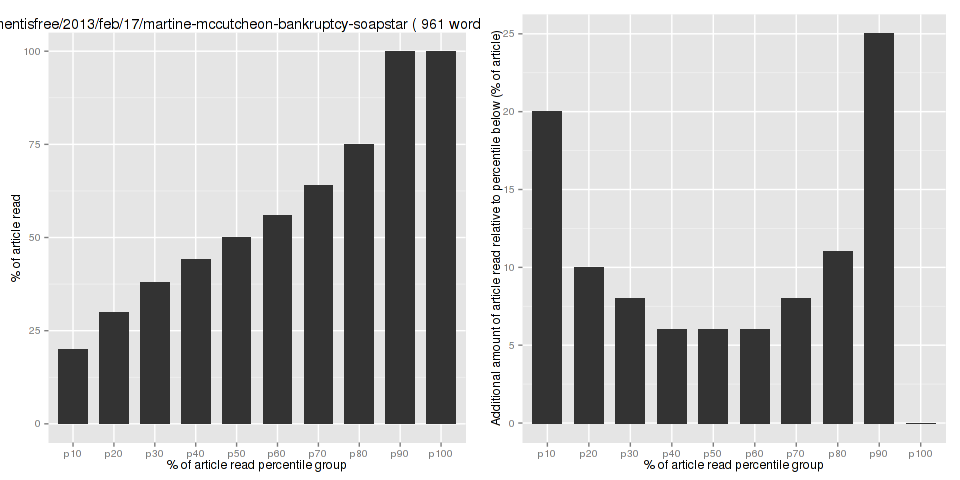 nentisfree/2013/feb/17/martine-mccutcheon-bankruptcy-soapstar ( 961 word
% of article read
100
75
50
25
0
p10 p20 p30 p40 p50 p60 p70 p80 p90 p100
% of article read percentile group
Additional amount of article read relative to percentile below (% of article)
25
20
15
10
5
0
p10 p20 p30 p40 p50 p60 p70 p80 p90 p100
% of article read percentile group